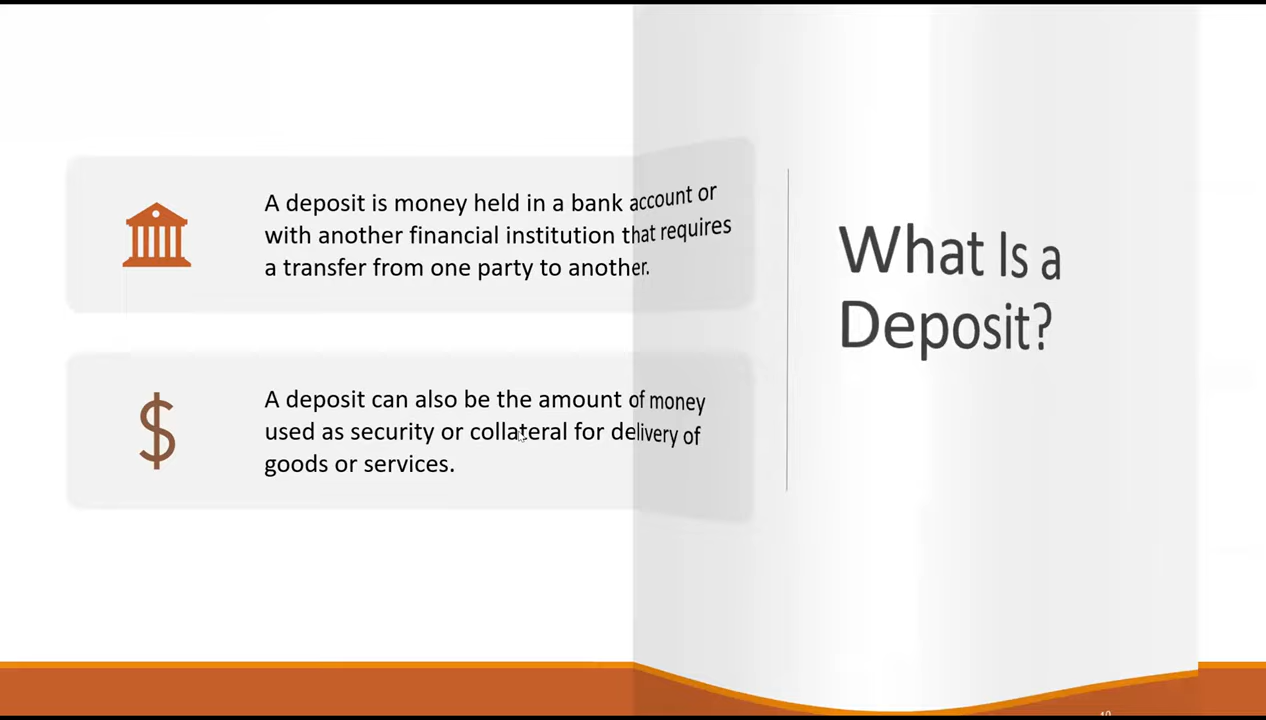 A deposit is money held in a bank account or
with another financial institution that requires
a transfer from one party to another.
$
A deposit can also be the amount of money
used as security or collateral for delivery of
goods or services.
What Is a
Deposit?